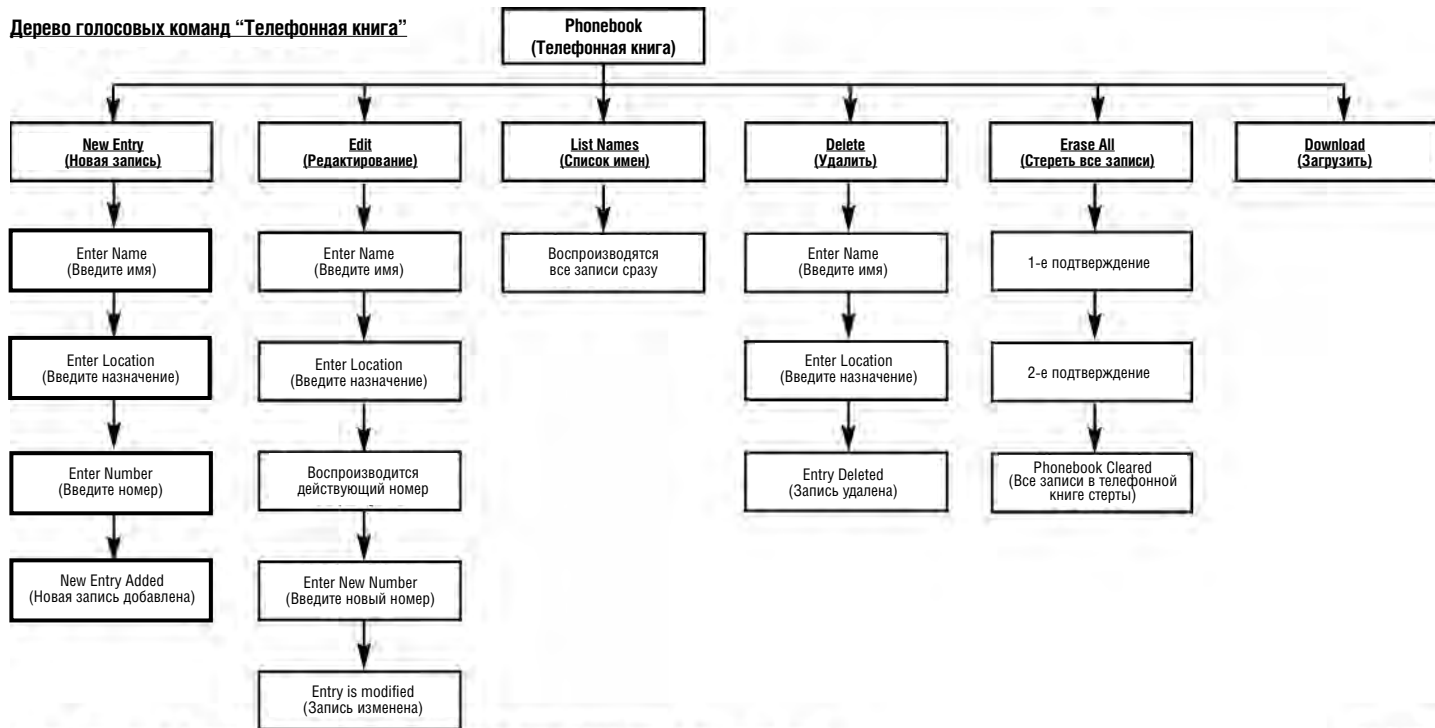 Дерево голосовых команд “Телефонная книга”
Phonebook
(Телефонная книга)
New Entry
(Новая запись)
Edit
(Редактирование)
List Names
(Список имен)
Delete
(Удалить)
Erase All
(Стереть все записи)
Download
(Загрузить)
Enter Name
(Введите имя)
Enter Name
(Введите имя)
Воспроизводятся
все записи сразу
Enter Name
(Введите имя)
1-е подтверждение
Enter Location
(Введите назначение)
Enter Location
(Введите назначение)
Enter Location
(Введите назначение)
2-е подтверждение
Enter Number
(Введите номер)
Воспроизводится
действующий номер
Entry Deleted
(Запись удалена)
Phonebook Cleared
(Все записи в телефонной
книге стерты)
New Entry Added
(Новая запись добавлена)
Enter New Number
(Введите новый номер)
Entry is modified
(Запись изменена)